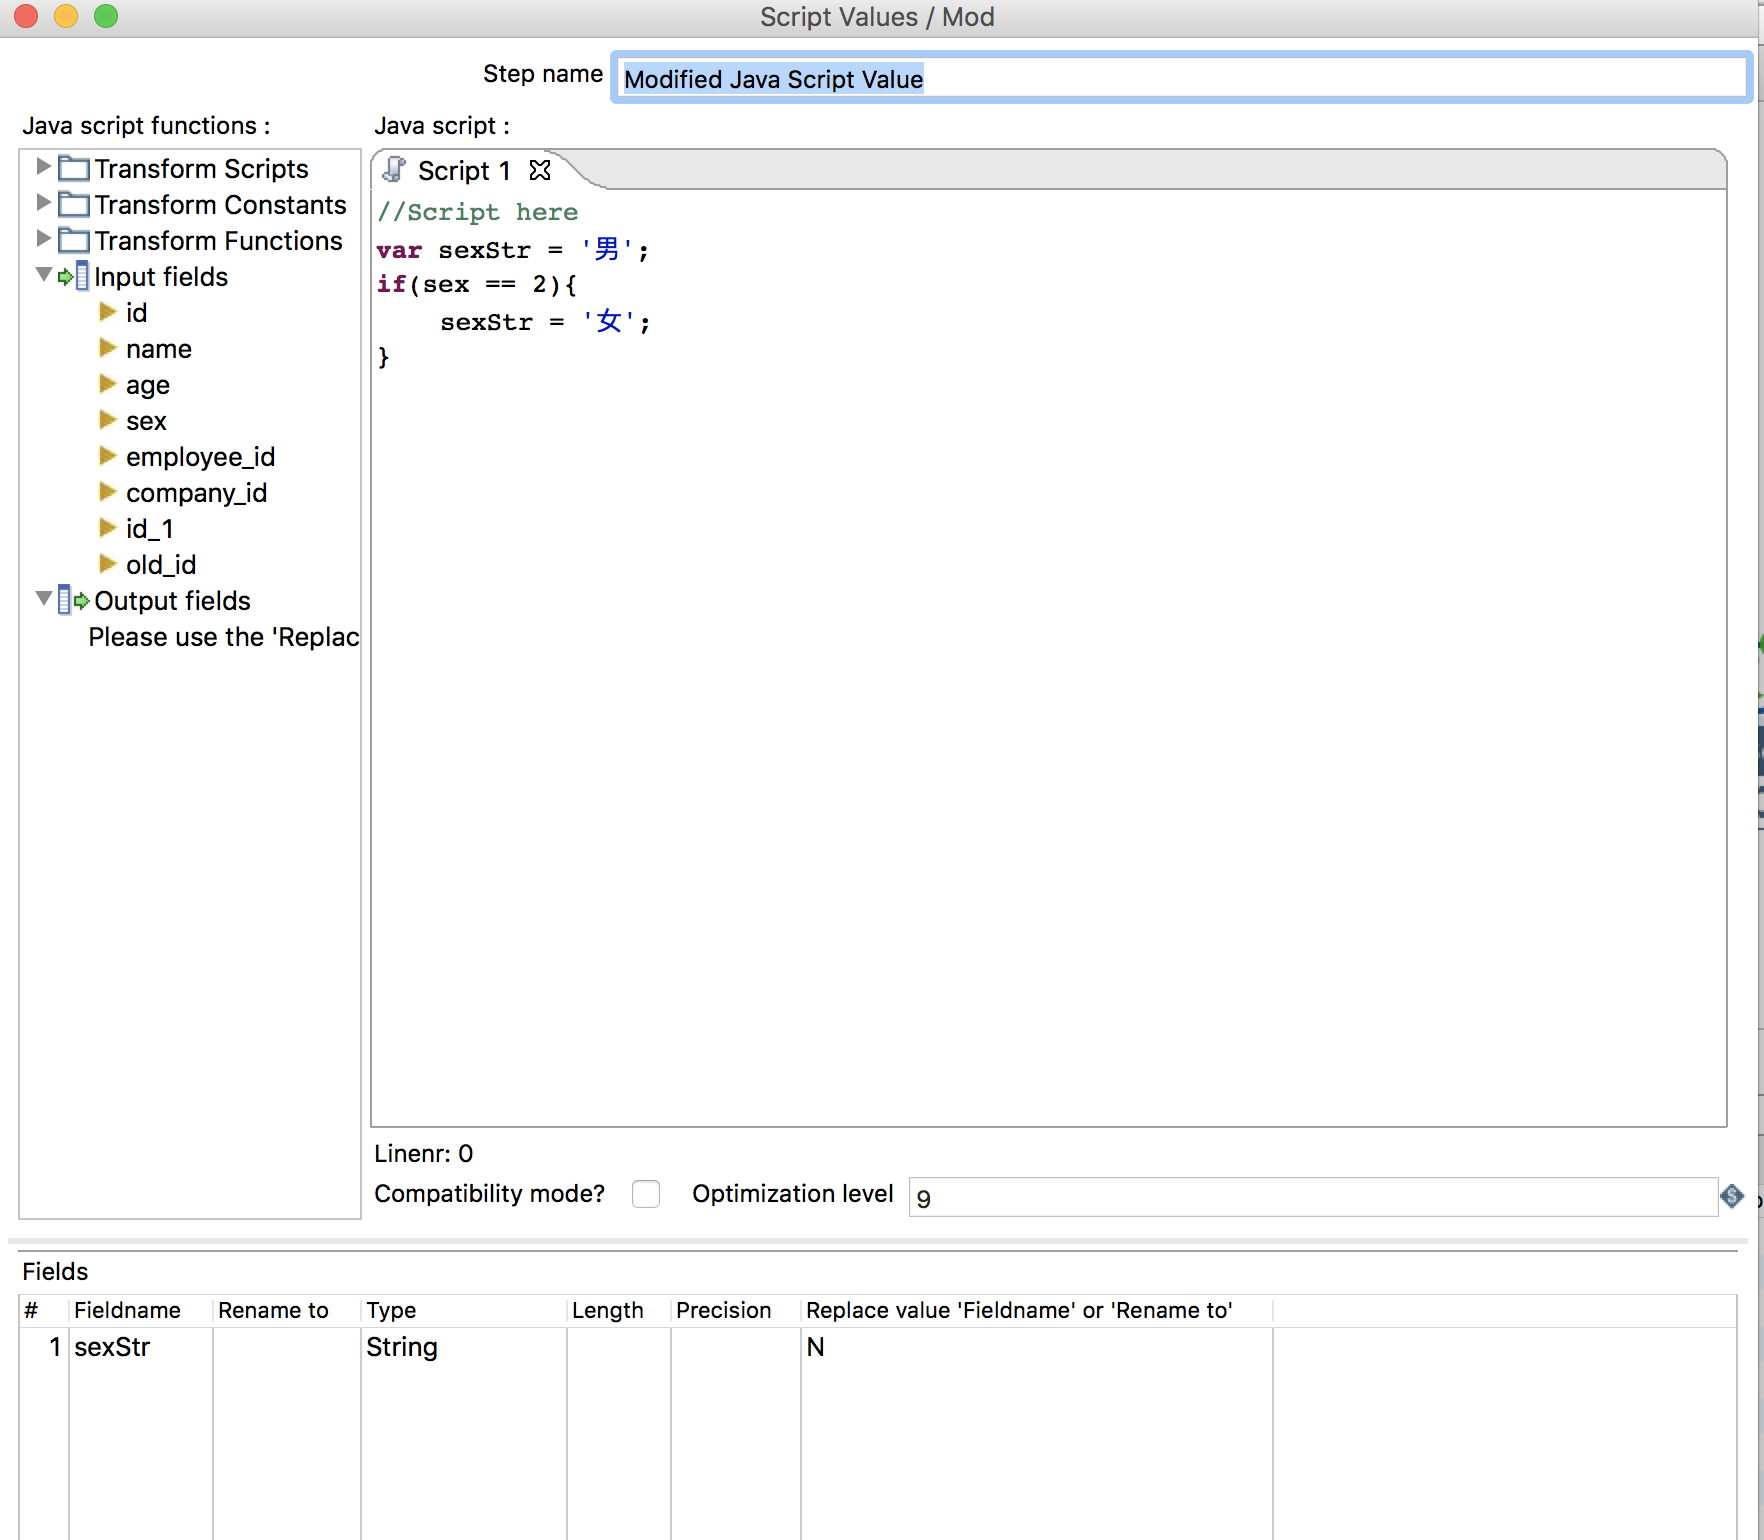 Script Values / Mod
Step name Modified Java Script Value
Java script functions :
Transform Scripts
Transform Constants
Transform Functions
Input fields
id
name
age
sex
employee_id
company_id
id_1
old_id
Output fields
Please use the 'Replac
Java script :
Script 1
//Script here
var sexStr = '男';
if(sex == 2){
    sexStr = '女';
}
Linenr: 0
Compatibility mode? Optimization level 9
Fields
# Fieldname Rename to Type Length Precision Replace value 'Fieldname' or 'Rename to'
1 sexStr String N